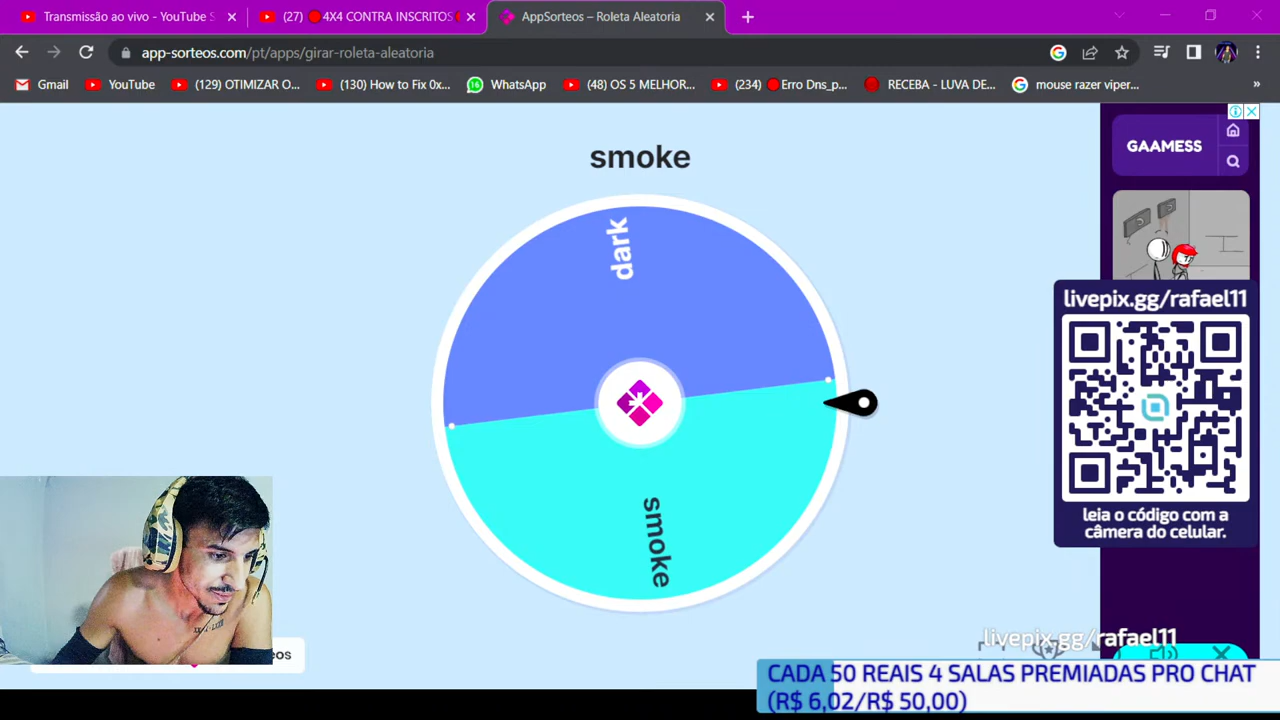 Transmissão ao vivo - YouTube S
(27) 🔴4X4 CONTRA INSCRITOS
AppSorteos – Roleta Aleatoria
app-sorteos.com/pt/apps/girar-roleta-aleatoria
Gmail
YouTube
(129) OTIMIZAR O...
(130) How to Fix 0x...
WhatsApp
(48) OS 5 MELHOR...
(234) 🔴Erro Dns_p...
RECEBA - LUVA DE...
mouse razer viper...
»
smoke
GAAMESS
dark
smoke
livepix.gg/rafael11
leia o código com a
câmera do celular.
livepix.gg/rafael11
CADA 50 REAIS 4 SALAS PREMIADAS PRO CHAT
(R$ 6,02/R$ 50,00)